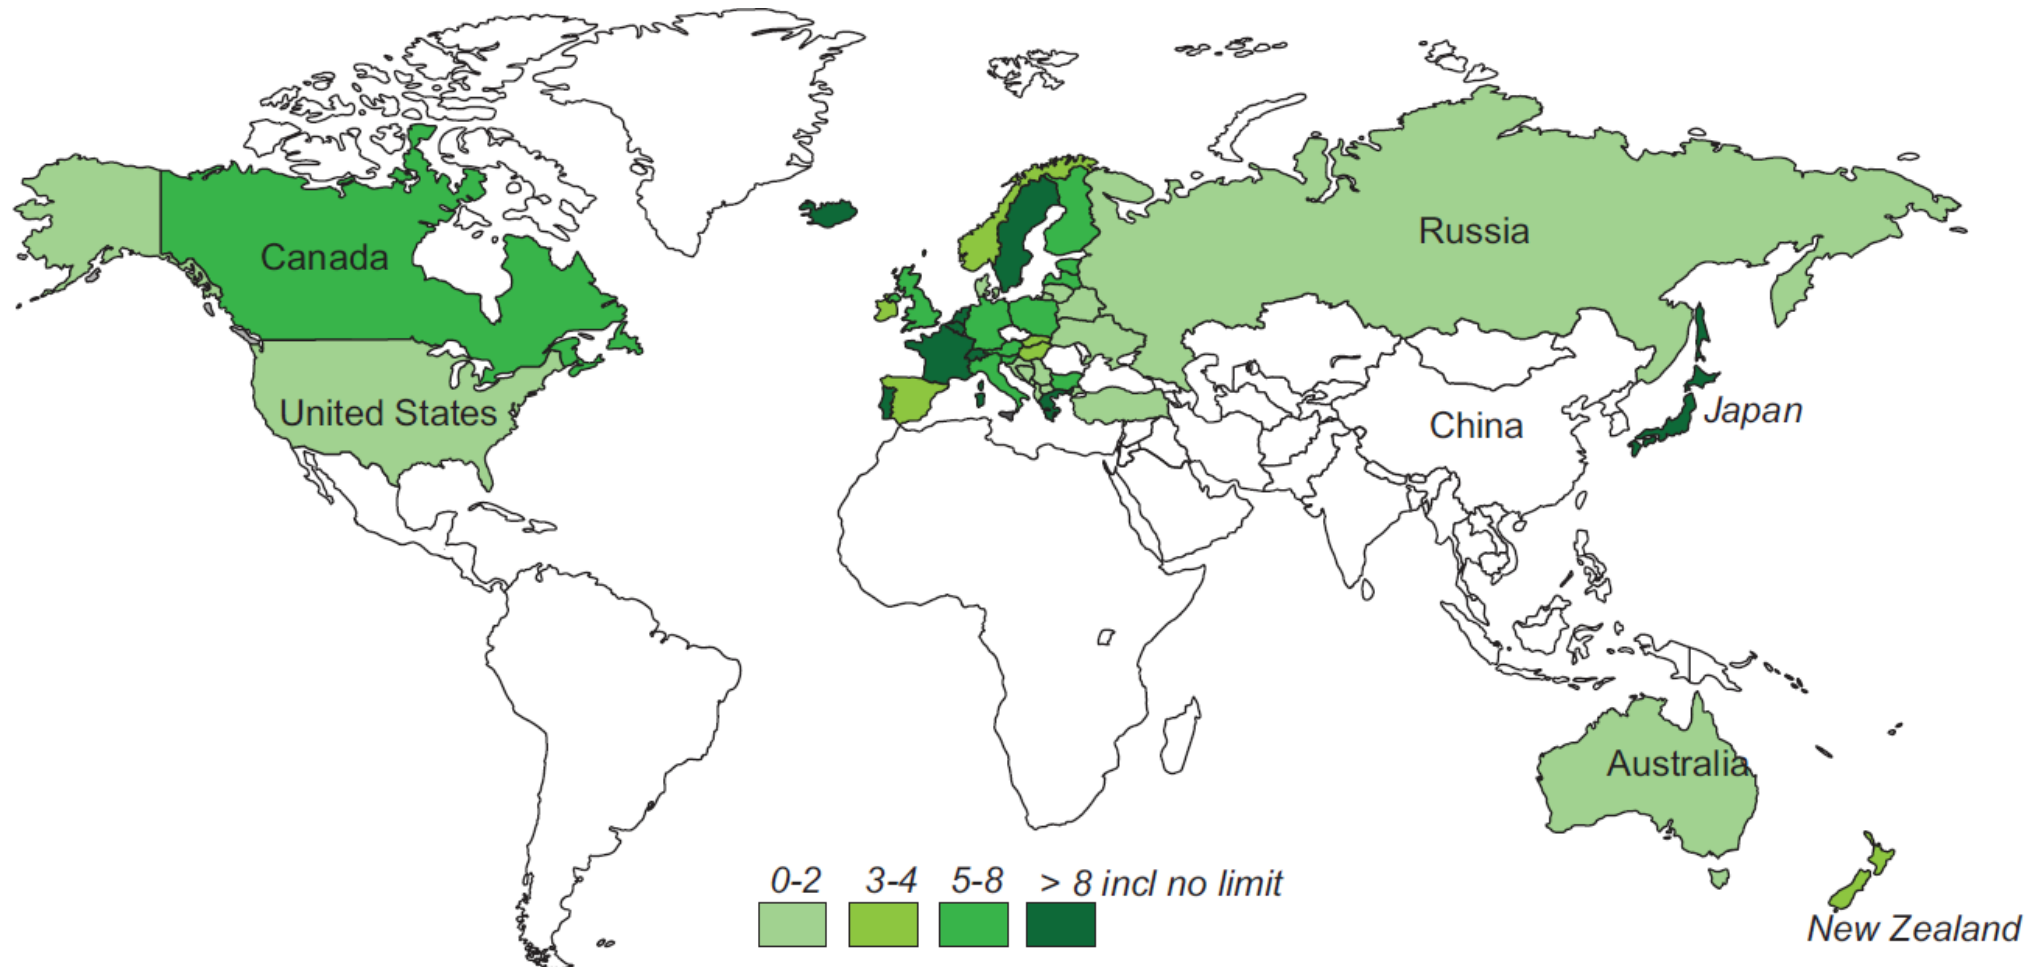 Canada
Russia
United States
China
Japan
Australia
0-2 3-4 5-8 > 8 incl no limit
New Zealand